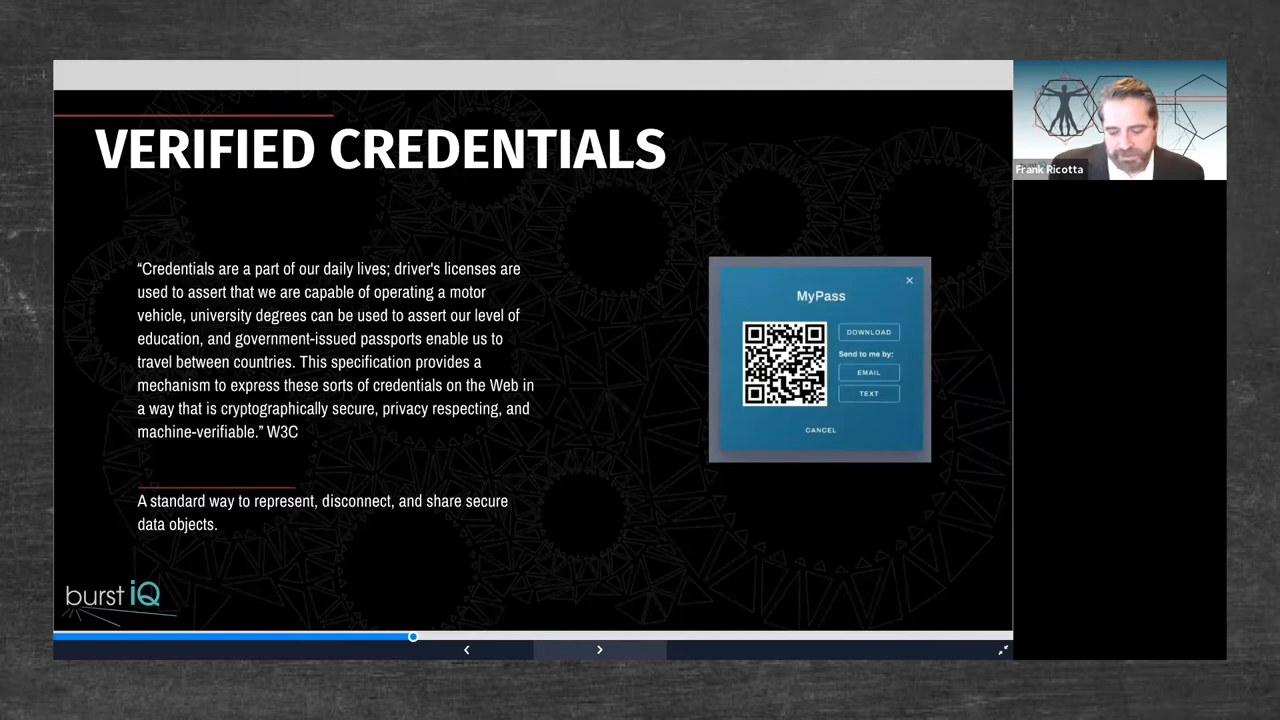 VERIFIED CREDENTIALS
“Credentials are a part of our daily lives; driver's licenses are
used to assert that we are capable of operating a motor
vehicle, university degrees can be used to assert our level of
education, and government-issued passports enable us to
travel between countries. This specification provides a
mechanism to express these sorts of credentials on the Web in
a way that is cryptographically secure, privacy respecting, and
machine-verifiable.” W3C
A standard way to represent, disconnect, and share secure
data objects.
MyPass
DOWNLOAD
Send to me by:
EMAIL
TEXT
CANCEL
burst iQ
Frank Ricotta